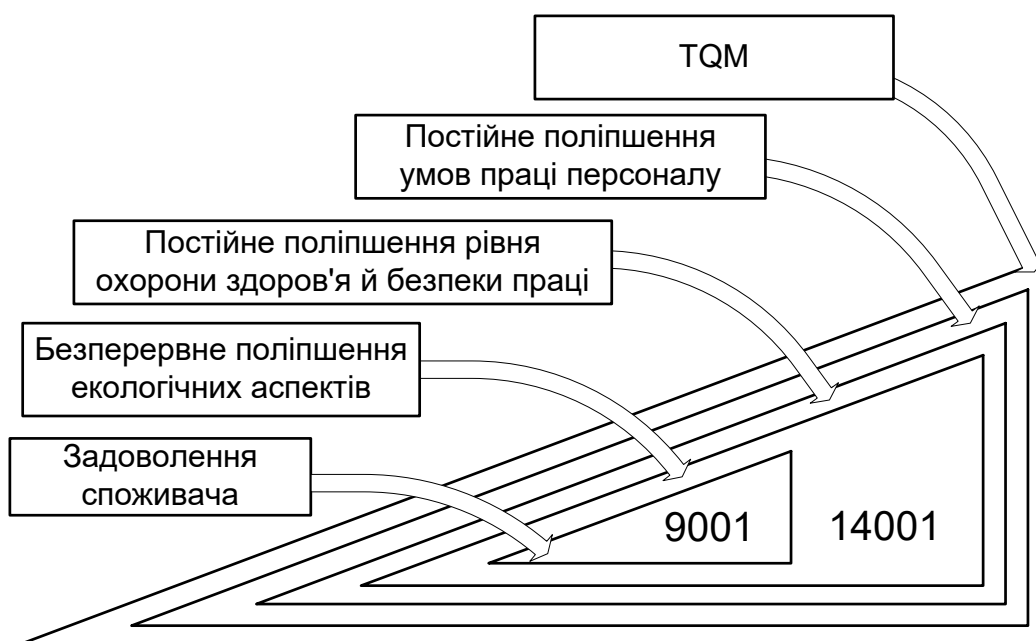 TQM
Постійне поліпшення
умов праці персоналу
Постійне поліпшення рівня
охорони здоров'я й безпеки праці
Безперервне поліпшення
екологічних аспектів
Задоволення
споживача
9001
14001